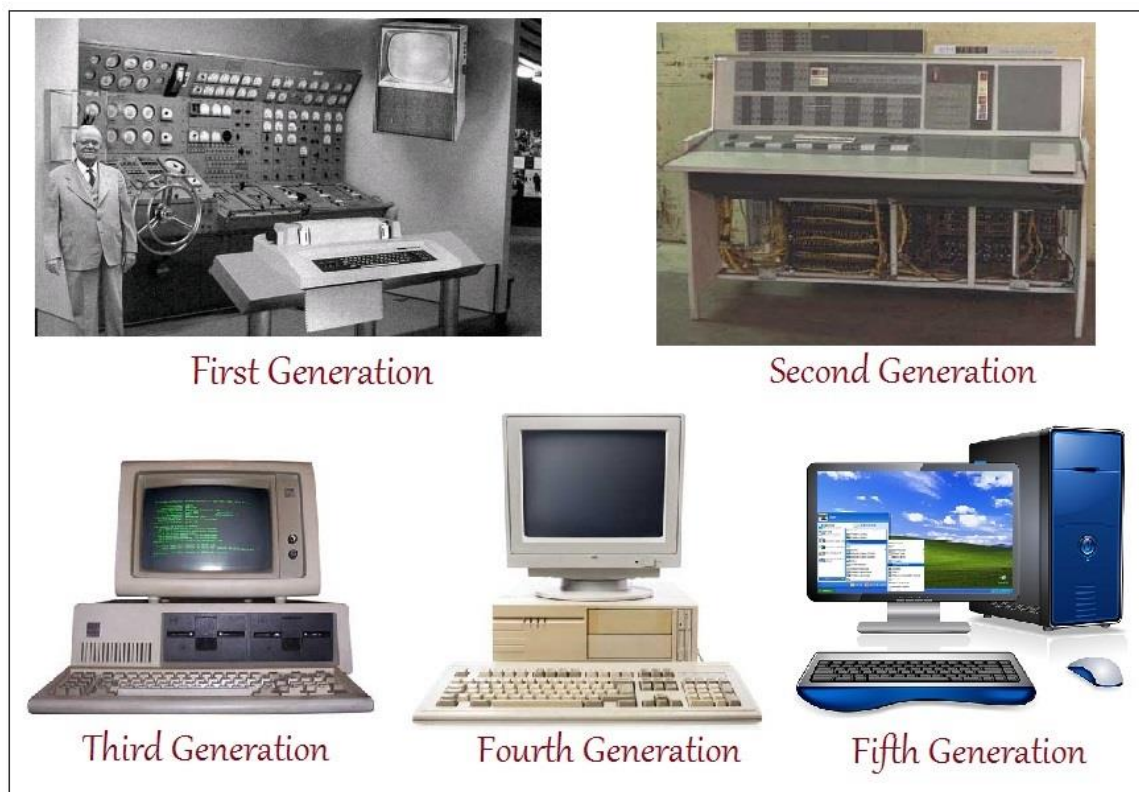 First Generation
Second Generation
Third Generation
Fourth Generation
Fifth Generation